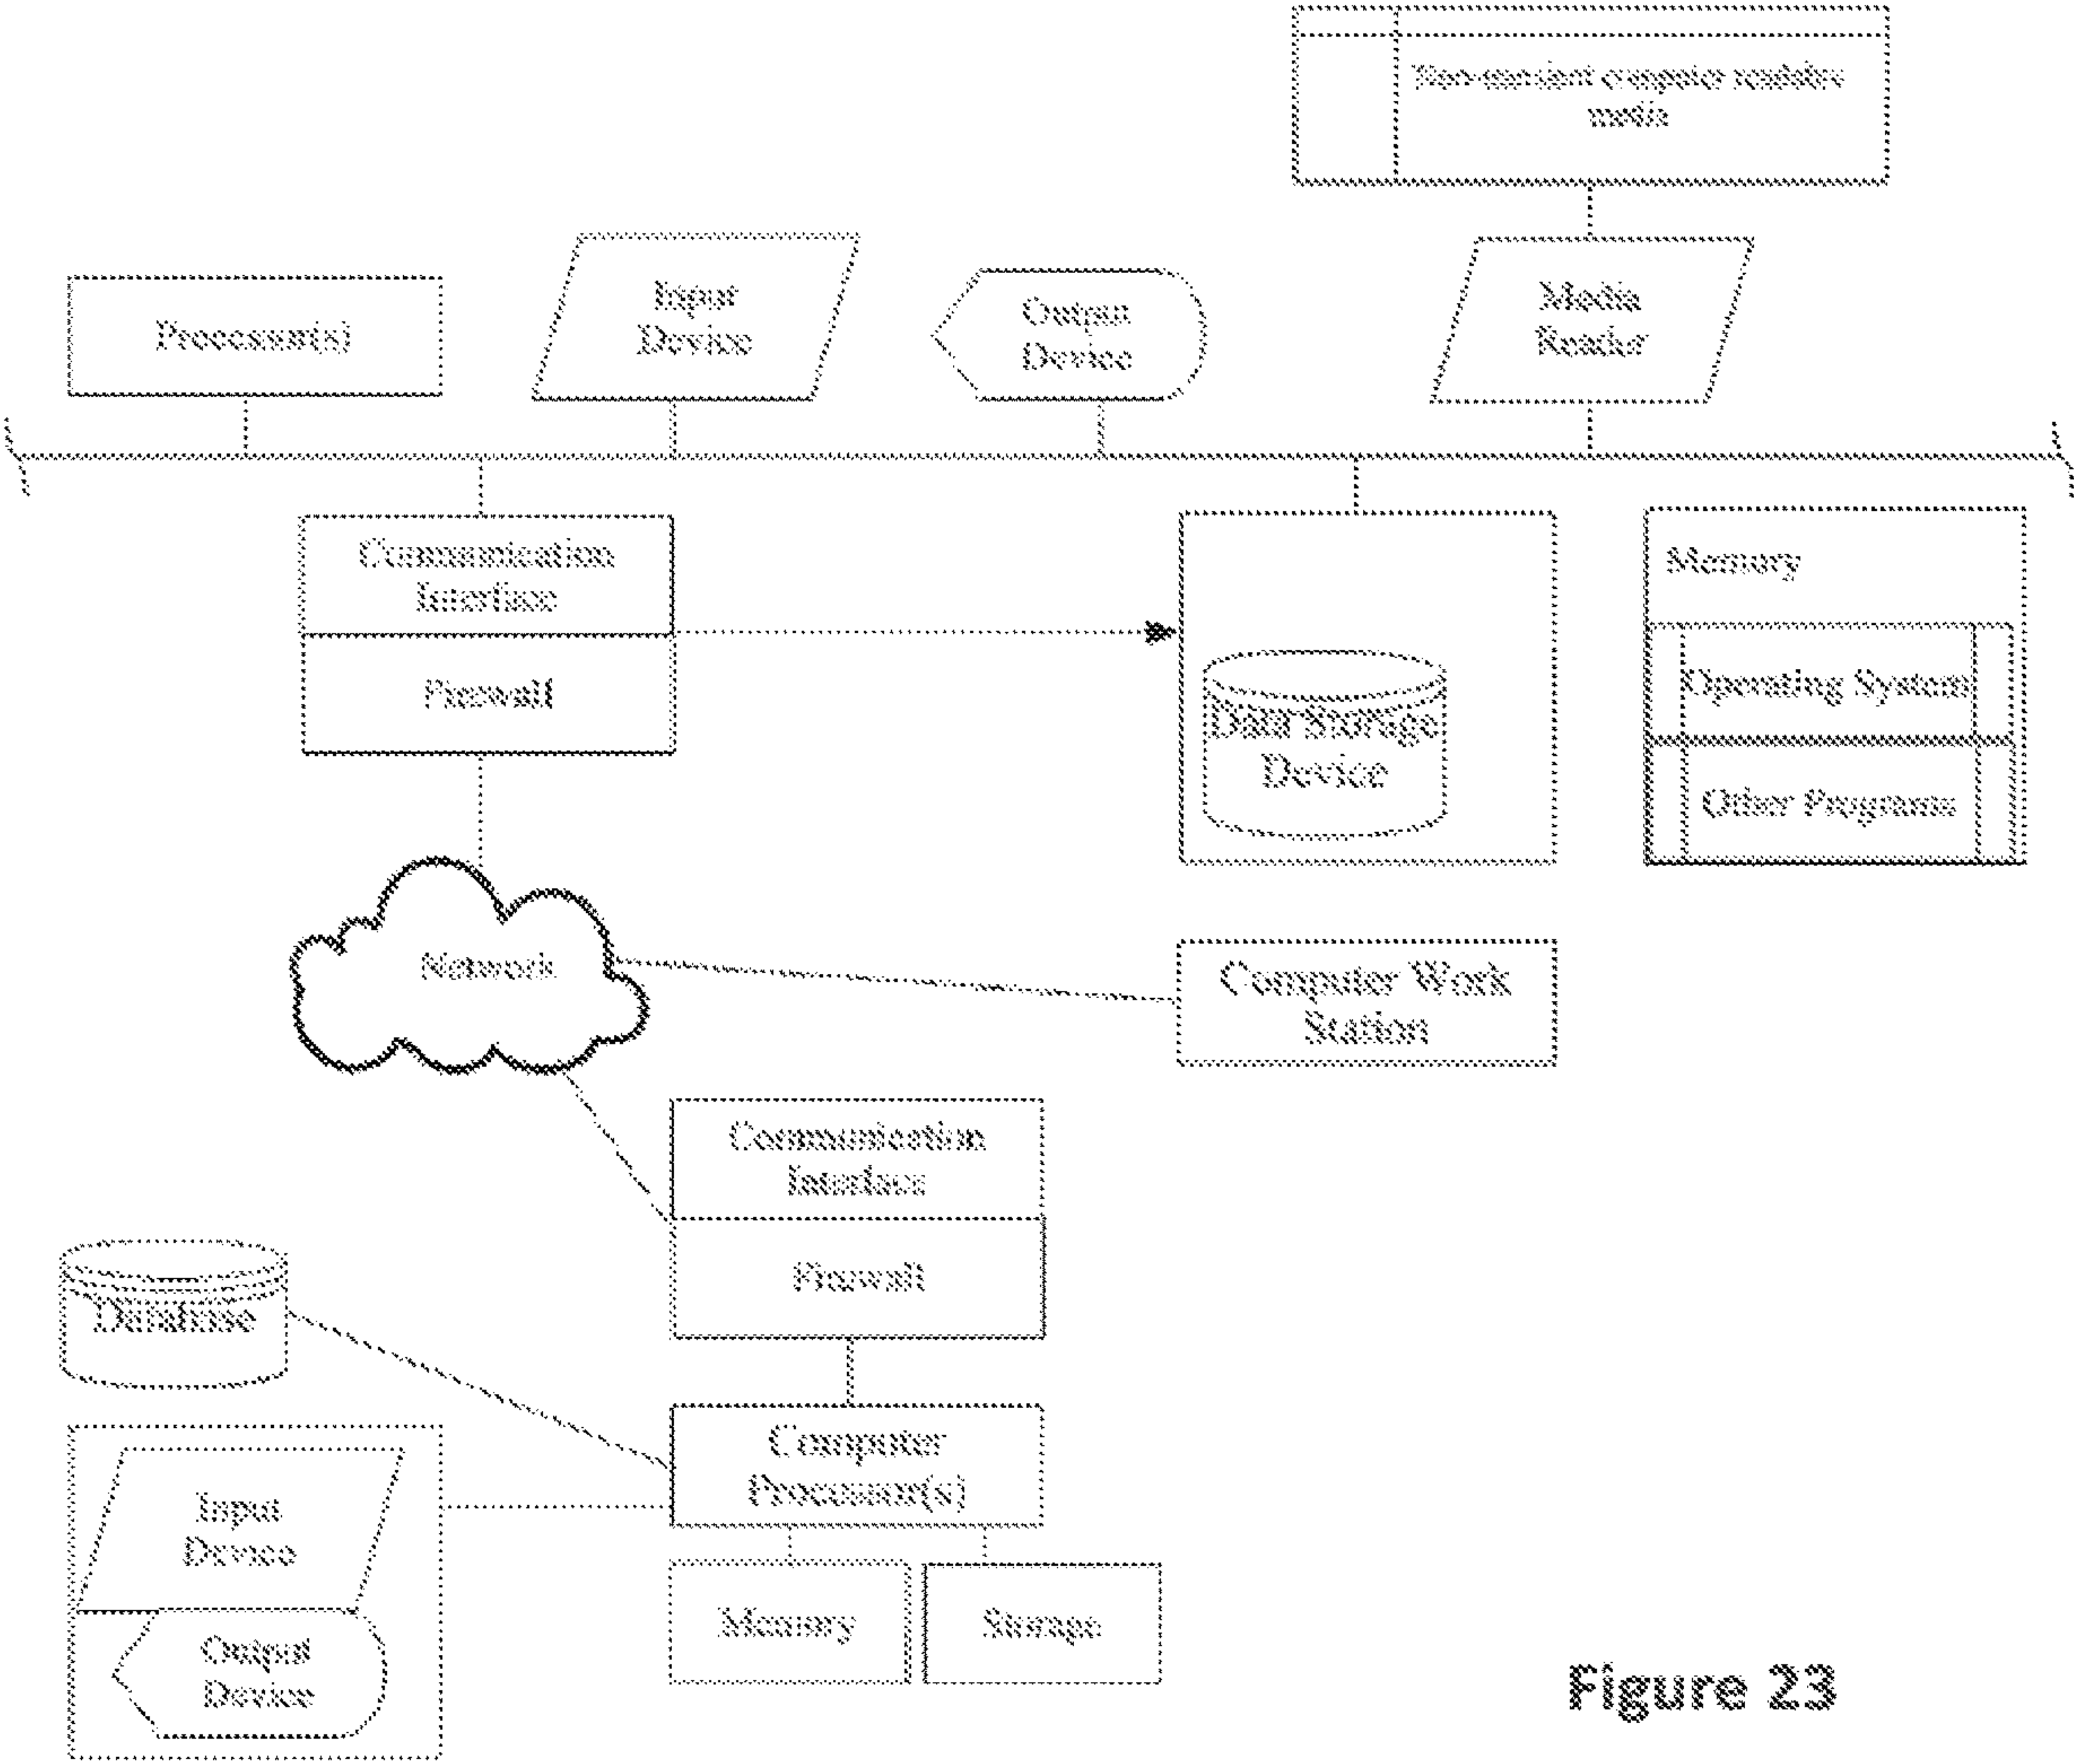 Non-transient computer readable
media
Processor(s)
Input
Device
Output
Device
Media
Reader
Communication
Interface
Firewall
Data Storage
Device
Memory
Operating System
Other Programs
Network
Computer Work
Station
Communication
Interface
Firewall
Database
Computer
Processor(s)
Input
Device
Output
Device
Memory
Storage
Figure 23